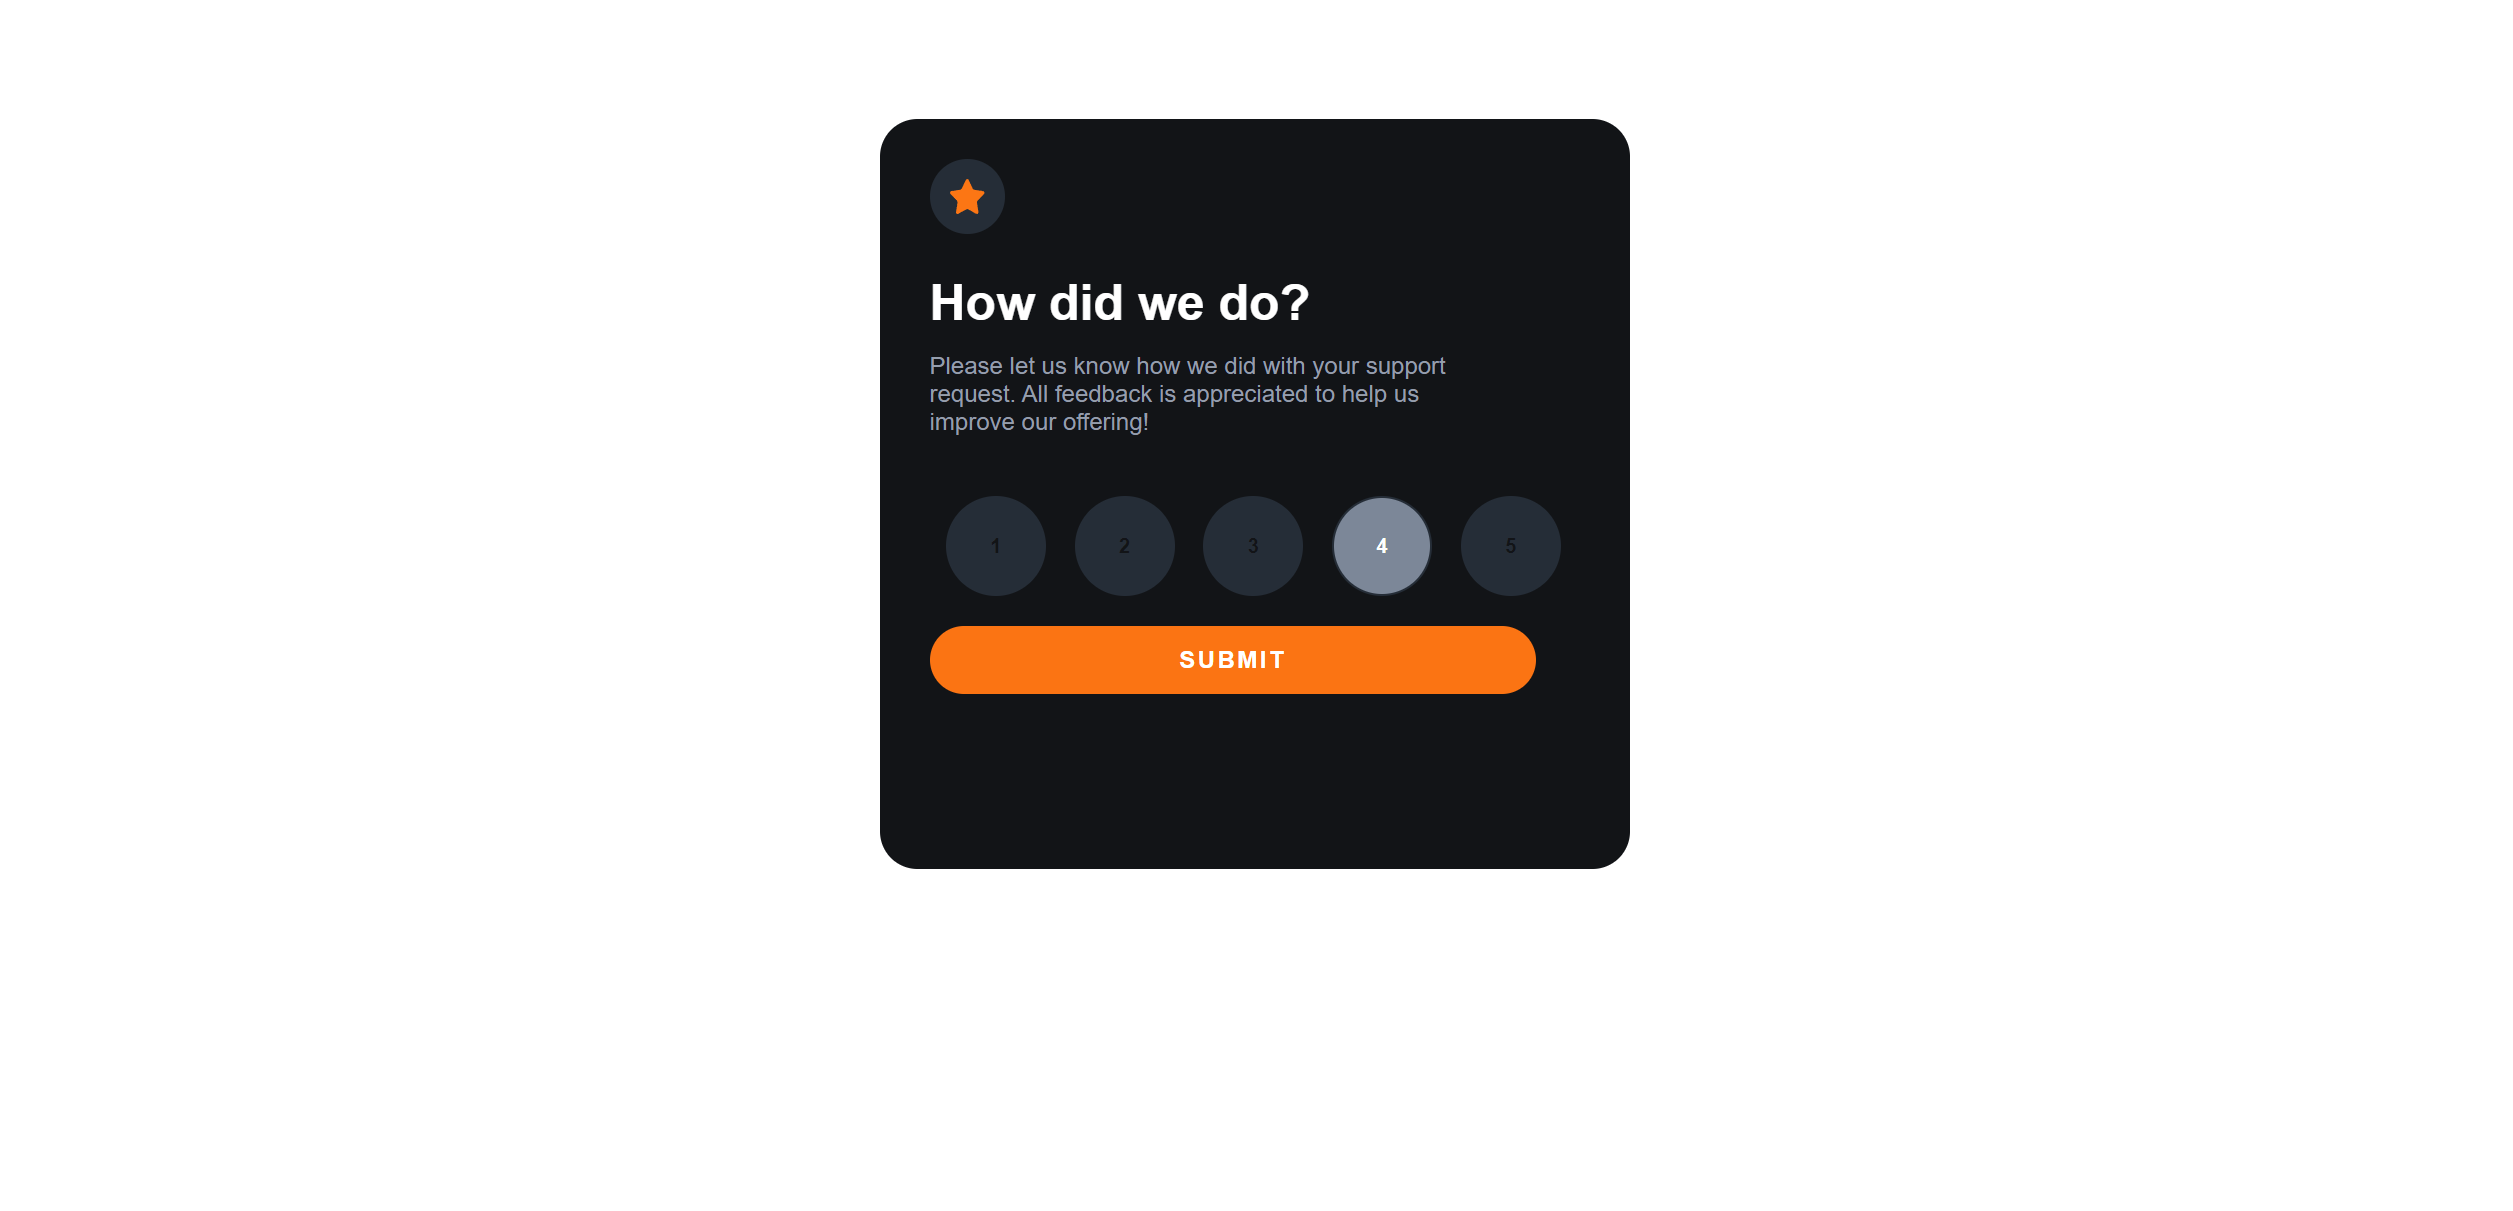 How did we do?
Please let us know how we did with your support
request. All feedback is appreciated to help us
improve our offering!
1 2 3 4 5
SUBMIT